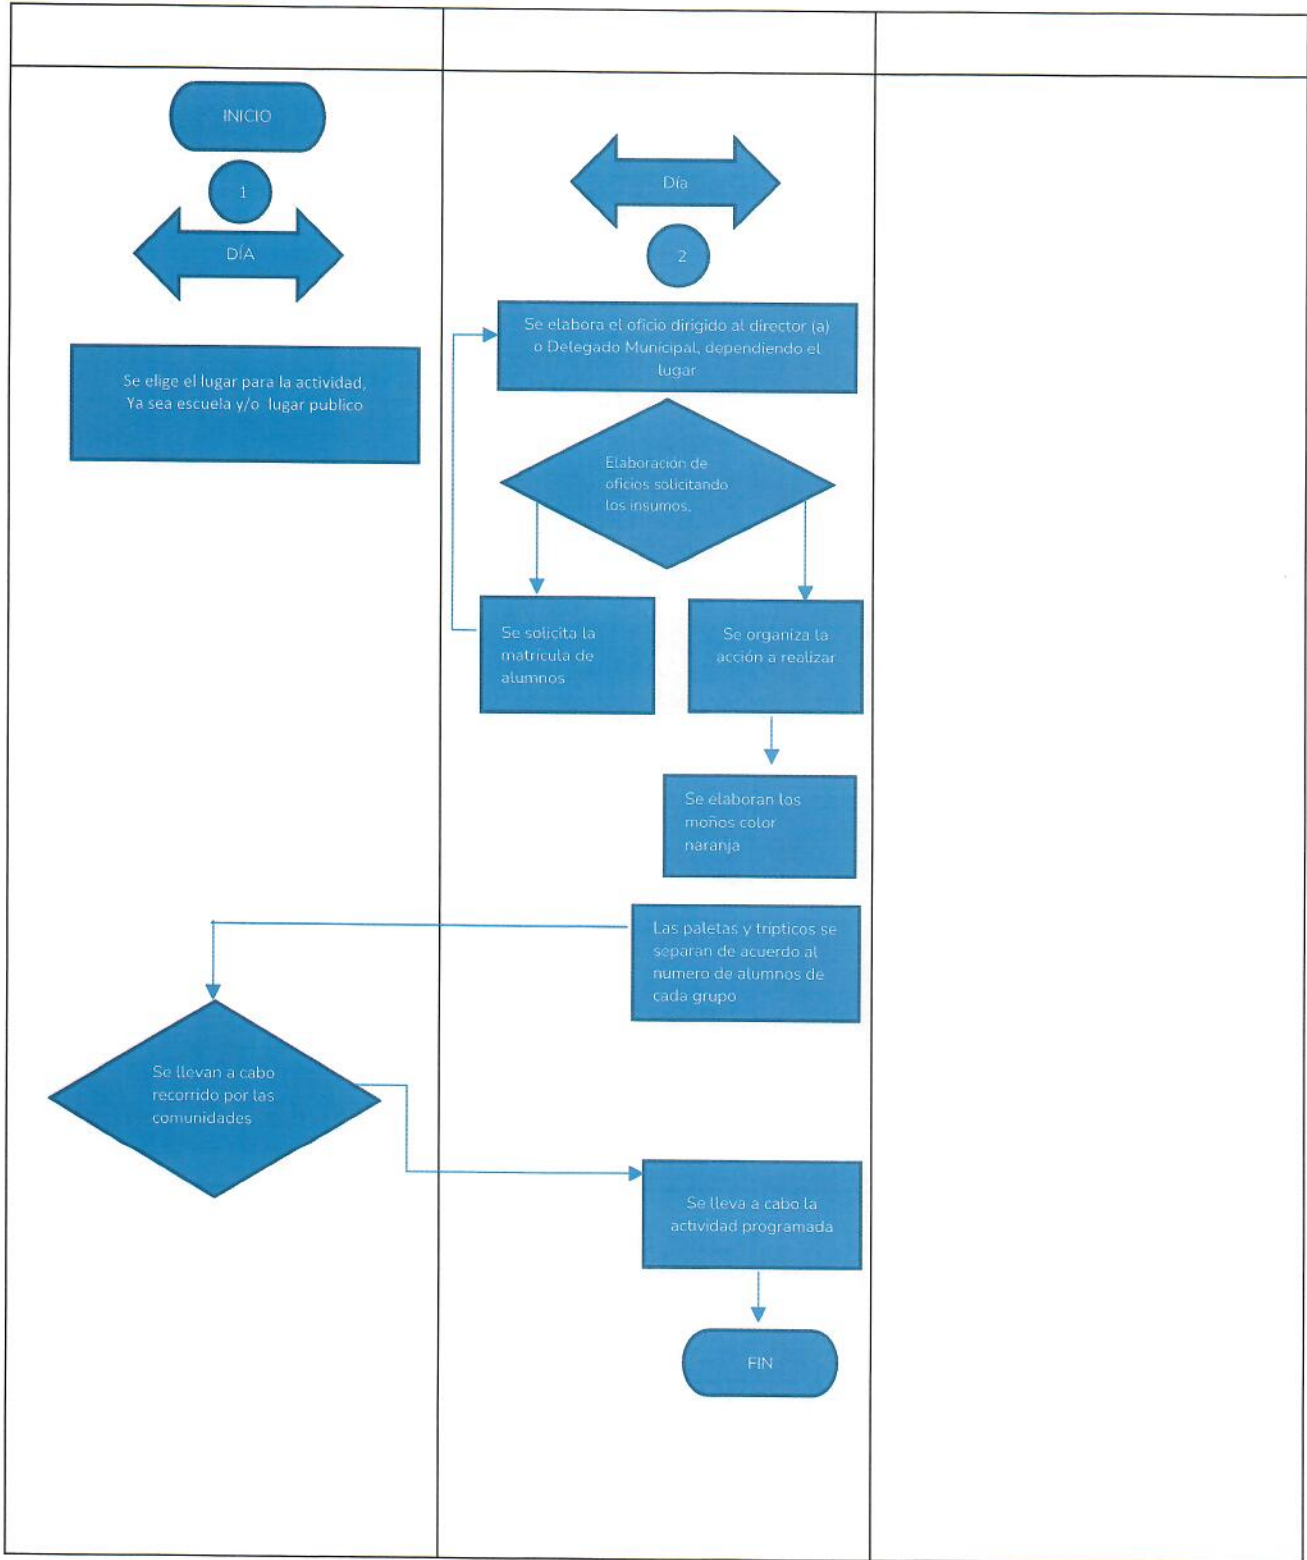 INICIO
1
DÍA
Se elige el lugar para la actividad,
Ya sea escuela y/o lugar publico
Día
2
Se elabora el oficio dirigido al director (a)
o Delegado Municipal, dependiendo el
lugar
Elaboración de
oficios solicitando
los insumos.
Se solicita la
matrícula de
alumnos
Se organiza la
acción a realizar
Se elaboran los
moños color
naranja
Las paletas y trípticos se
separan de acuerdo al
numero de alumnos de
cada grupo
Se llevan a cabo
recorrido por las
comunidades
Se lleva a cabo la
actividad programada
FIN